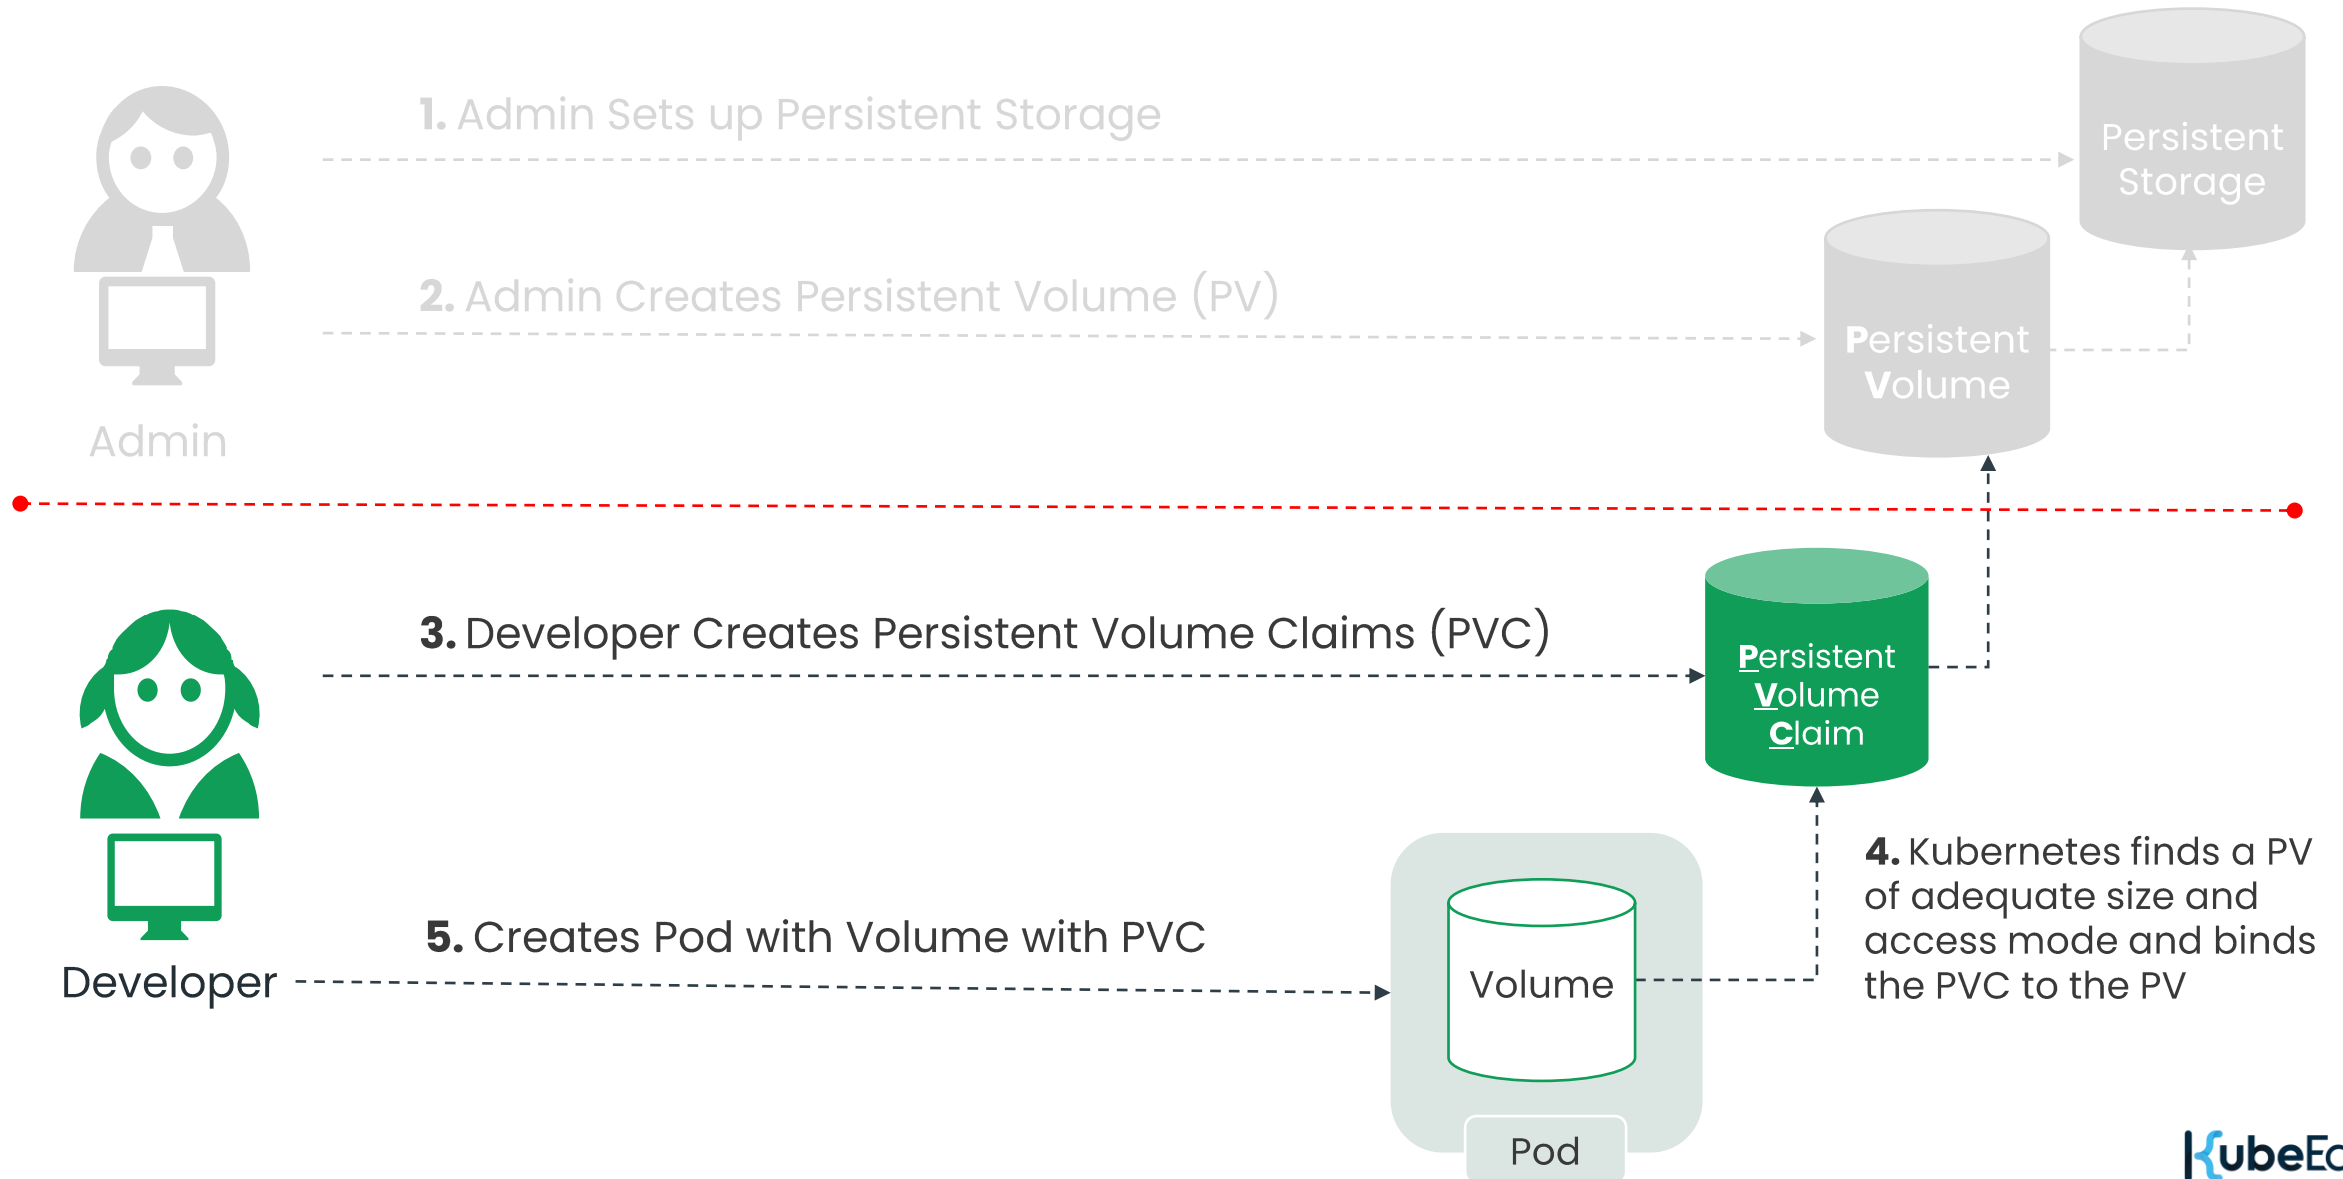 1. Admin Sets up Persistent Storage
Persistent
Storage
2. Admin Creates Persistent Volume (PV)
Persistent
Volume
Admin
3. Developer Creates Persistent Volume Claims (PVC)
Persistent
Volume
Claim
4. Kubernetes finds a PV
of adequate size and
access mode and binds
the PVC to the PV
5. Creates Pod with Volume with PVC
Volume
Developer
Pod